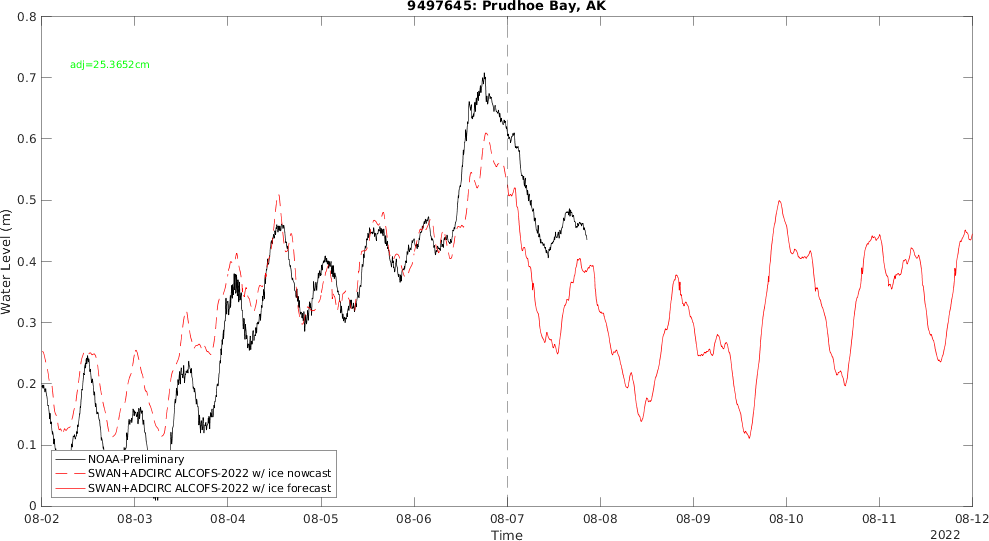 9497645: Prudhoe Bay, AK
0.8
adj=25.3652cm
0.7
0.6
0.5
0.4
0.3
0.2
0.1
0
Water Level (m)
NOAA-Preliminary
SWAN+ADCIRC ALCOFS-2022 w/ ice nowcast
SWAN+ADCIRC ALCOFS-2022 w/ ice forecast
08-02 08-03 08-04 08-05 08-06 08-07 08-08 08-09 08-10 08-11 08-12
Time
2022